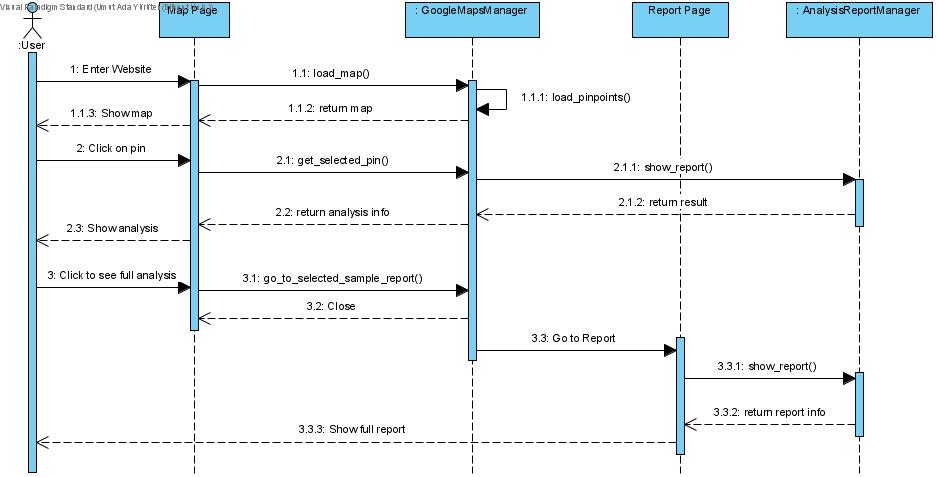 Visual Paradigm Standard (Umut Ada Yürüten
Map Page
: GoogleMapsManager
Report Page
: AnalysisReportManager
:User
1: Enter Website
1.1: load_map()
1.1.1: load_pinpoints()
1.1.2: return map
1.1.3: Show map
2: Click on pin
2.1: get_selected_pin()
2.1.1: show_report()
2.1.2: return result
2.2: return analysis info
2.3: Show analysis
3: Click to see full analysis
3.1: go_to_selected_sample_report()
3.2: Close
3.3: Go to Report
3.3.1: show_report()
3.3.2: return report info
3.3.3: Show full report